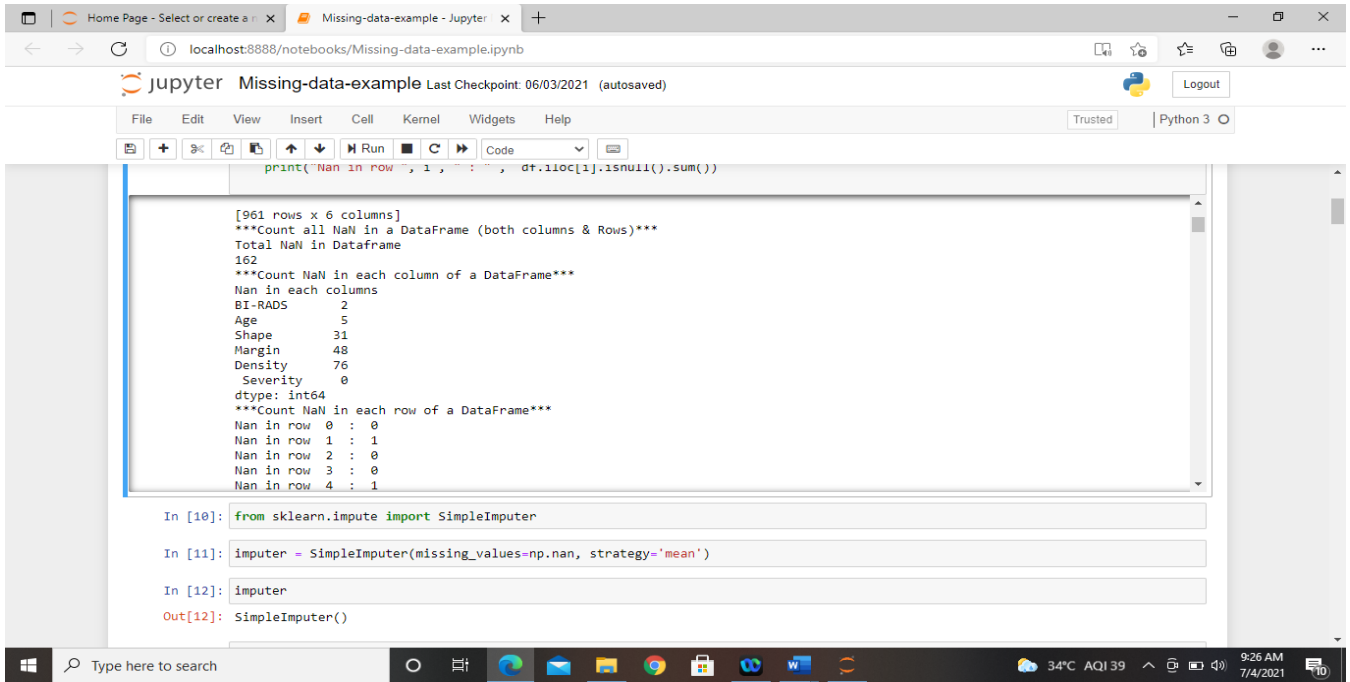 Home Page - Select or create a n
Missing-data-example - Jupyter
localhost:8888/notebooks/Missing-data-example.ipynb
jupyter Missing-data-example Last Checkpoint: 06/03/2021 (autosaved)
Logout
File Edit View Insert Cell Kernel Widgets Help
Trusted Python 3
Run Code
print("Nan in row ", i , " : " , df.iloc[i].isnull().sum())
[961 rows x 6 columns]
***Count all NaN in a DataFrame (both columns & Rows)***
Total NaN in Dataframe
162
***Count NaN in each column of a DataFrame***
Nan in each columns
BI-RADS 2
Age 5
Shape 31
Margin 48
Density 76
Severity 0
dtype: int64
***Count NaN in each row of a DataFrame***
Nan in row 0 : 0
Nan in row 1 : 1
Nan in row 2 : 0
Nan in row 3 : 0
Nan in row 4 : 1
In [10]: from sklearn.impute import SimpleImputer
In [11]: imputer = SimpleImputer(missing_values=np.nan, strategy='mean')
In [12]: imputer
Out[12]: SimpleImputer()
Type here to search
34°C AQI 39
9:26 AM
7/4/2021
10